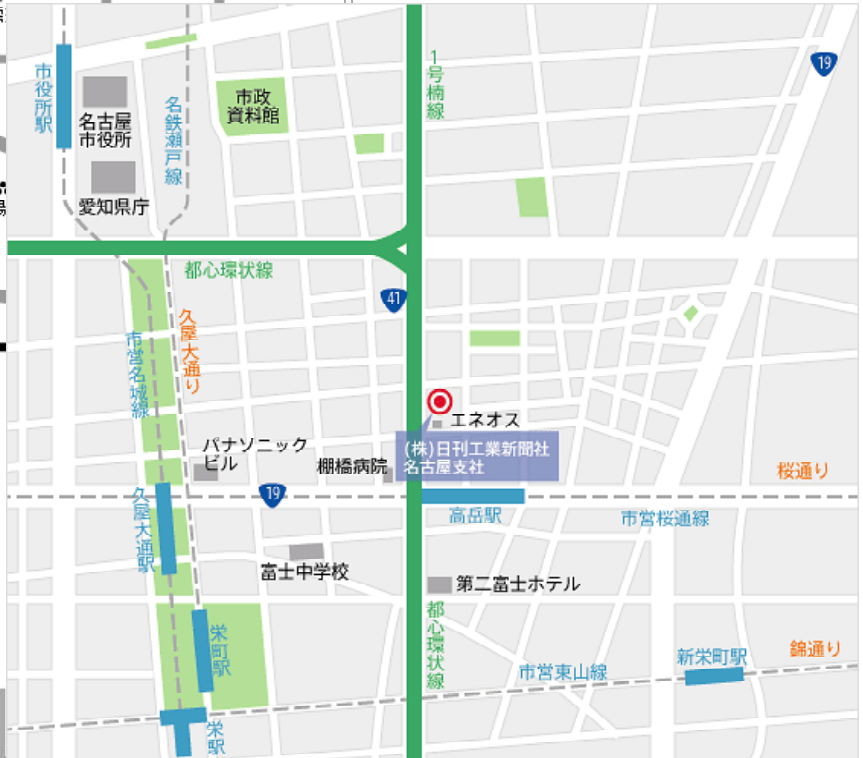 市役所駅
名古屋
市役所
愛知県庁
名鉄瀬戸線
市政
資料館
1号楠線
19
都心環状線
41
久屋大通り
市営名城線
エネオス
(株)日刊工業新聞社
名古屋支社
パナソニック
ビル
棚橋病院
桜通り
19
久屋大通駅
高岳駅
市営桜通線
富士中学校
第二富士ホテル
都心環状線
栄町駅
市営東山線
新栄町駅
錦通り
栄駅